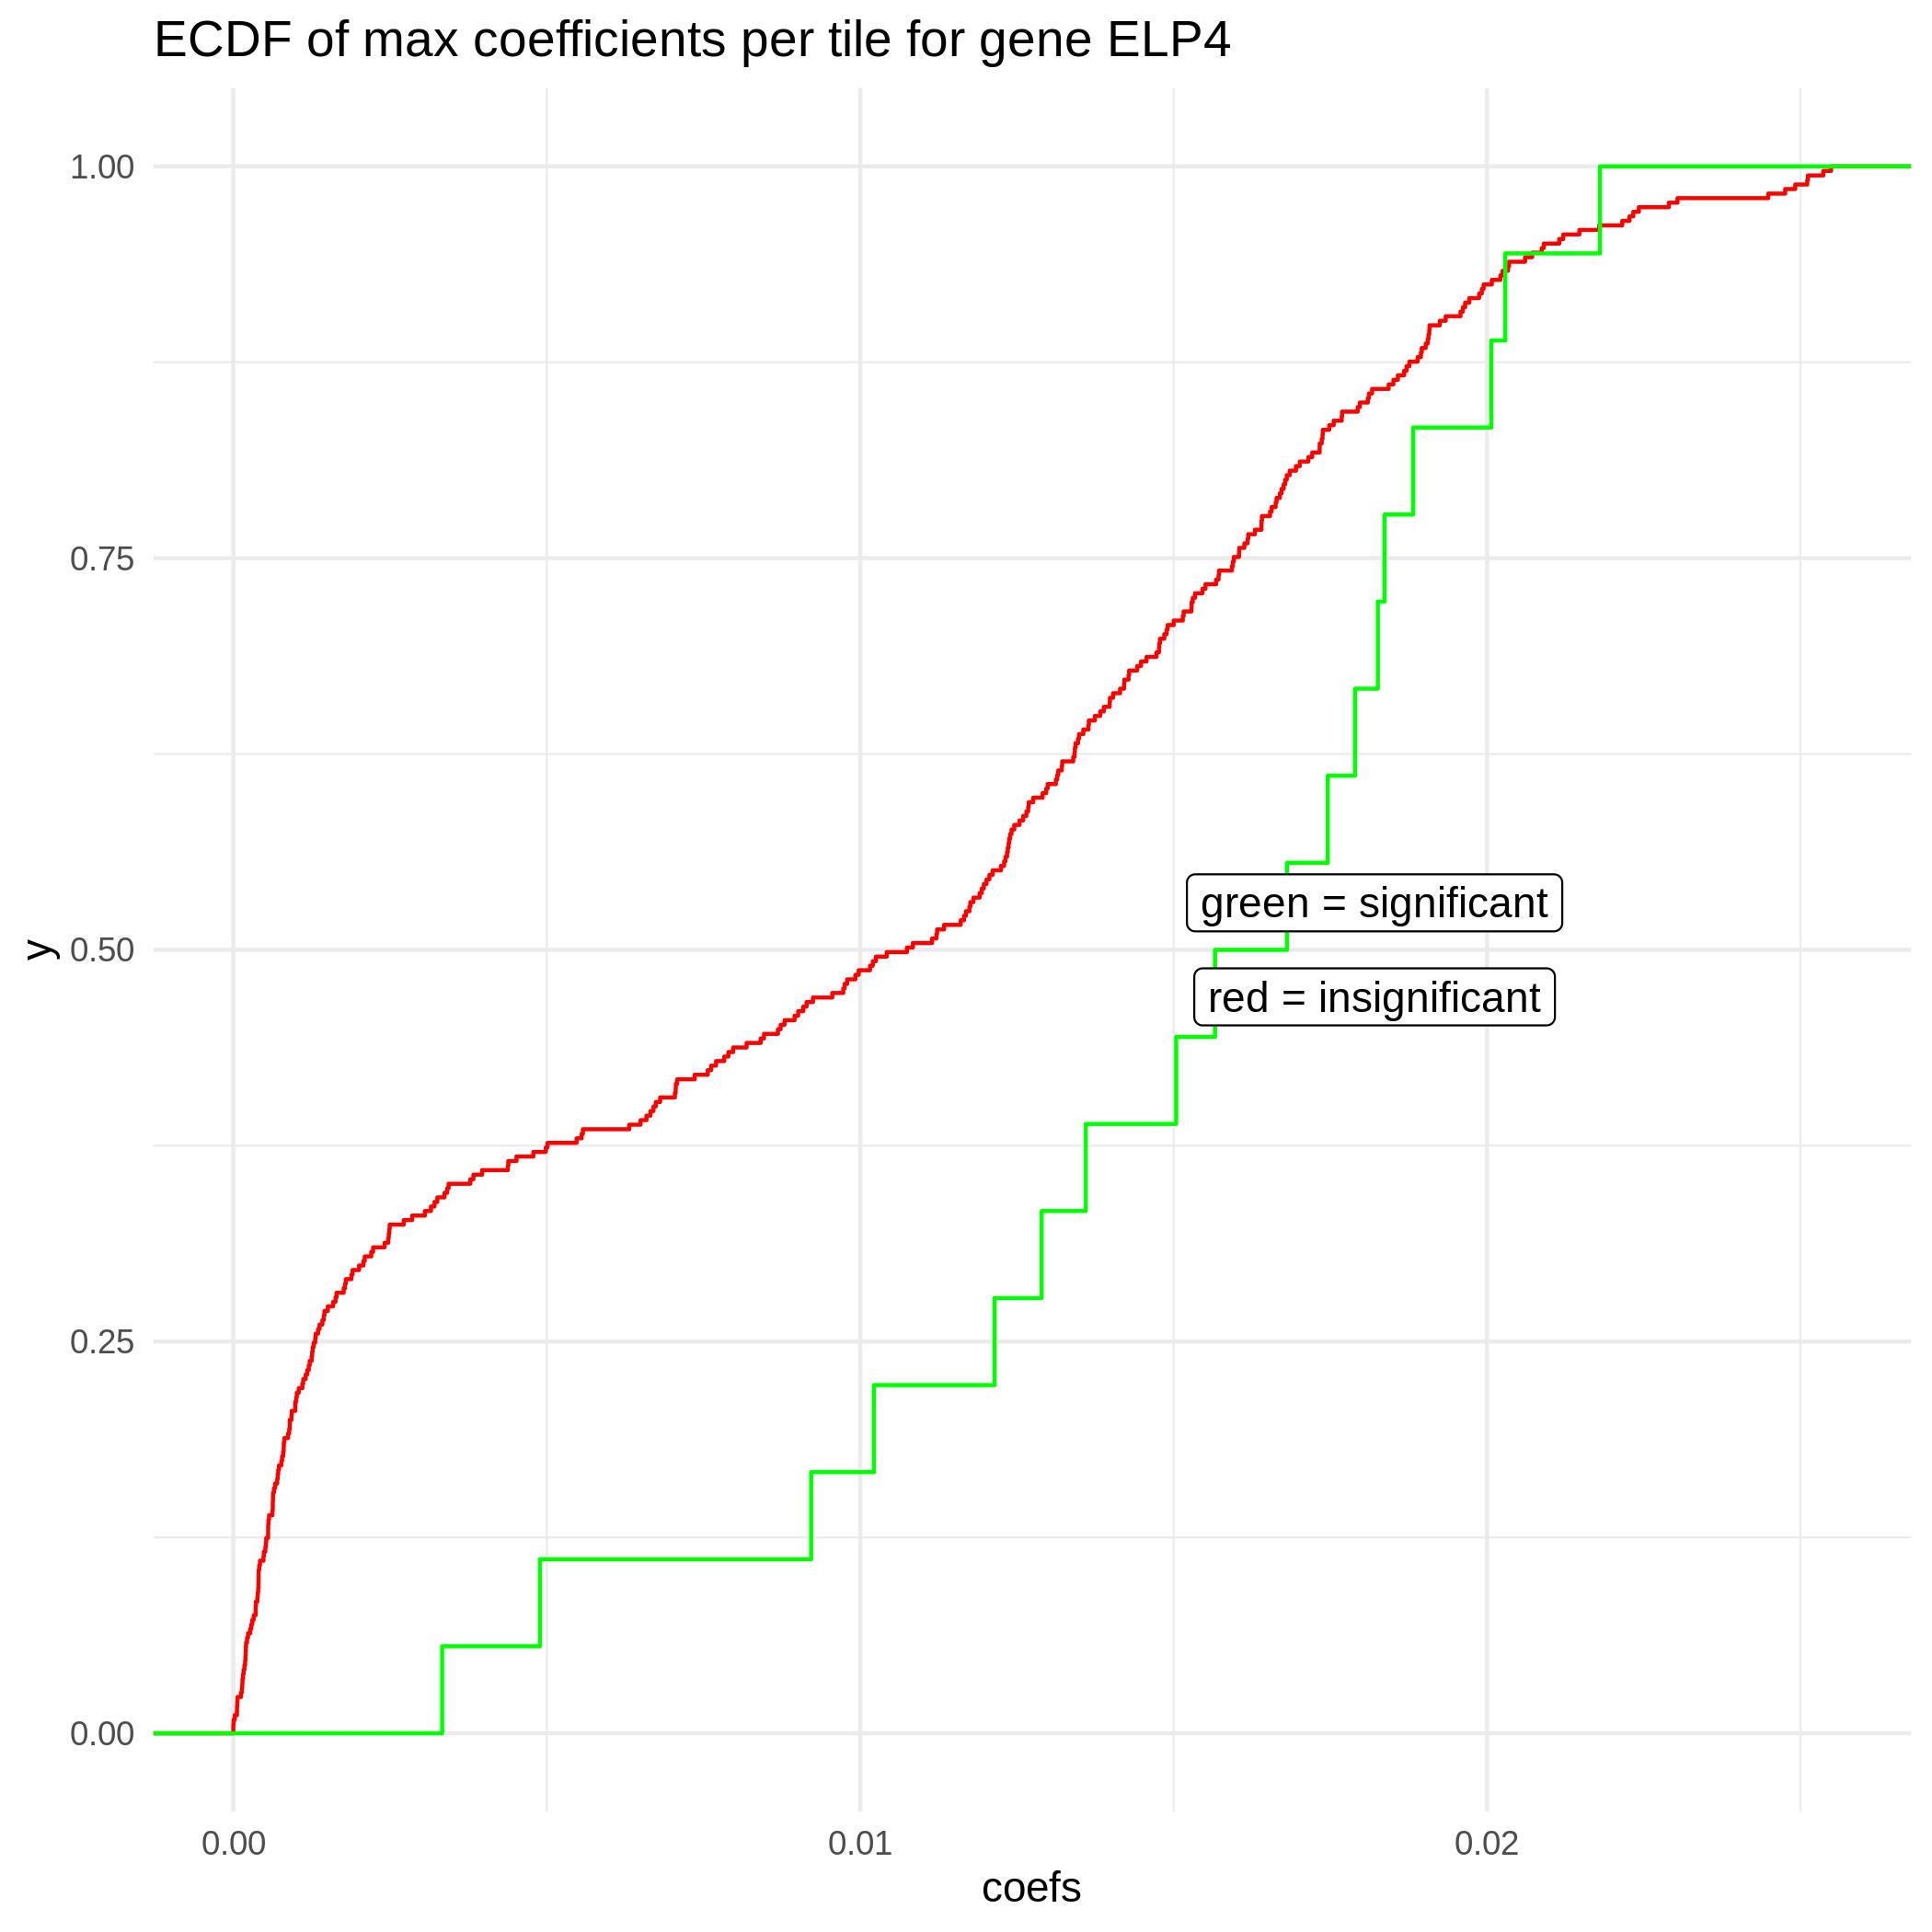 ECDF of max coefficients per tile for gene ELP4
1.00
0.75
0.50
0.25
0.00
y
green = significant
red = insignificant
0.00 0.01 0.02
coefs